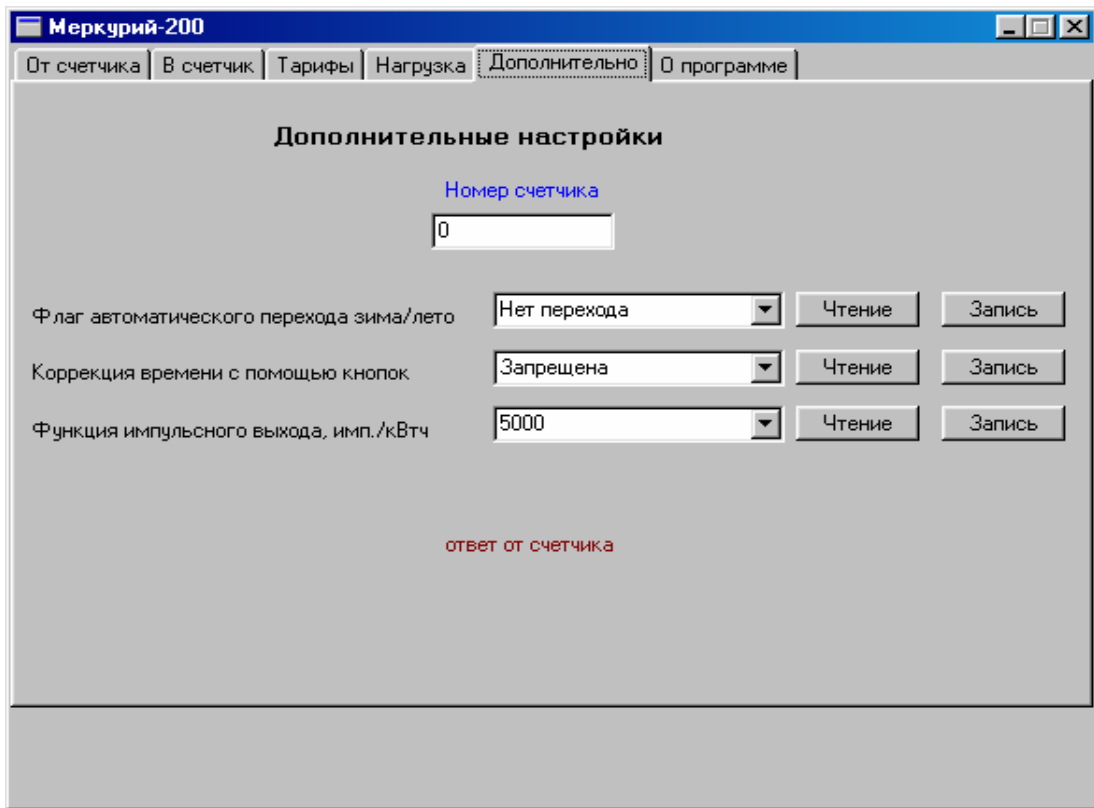 Меркурий-200
От счетчика В счетчик Тарифы Нагрузка Дополнительно О программе
Дополнительные настройки
Номер счетчика
0
Флаг автоматического перехода зима/лето Нет перехода Чтение Запись
Коррекция времени с помощью кнопок Запрещена Чтение Запись
Функция импульсного выхода, имп./кВтч 5000 Чтение Запись
ответ от счетчика